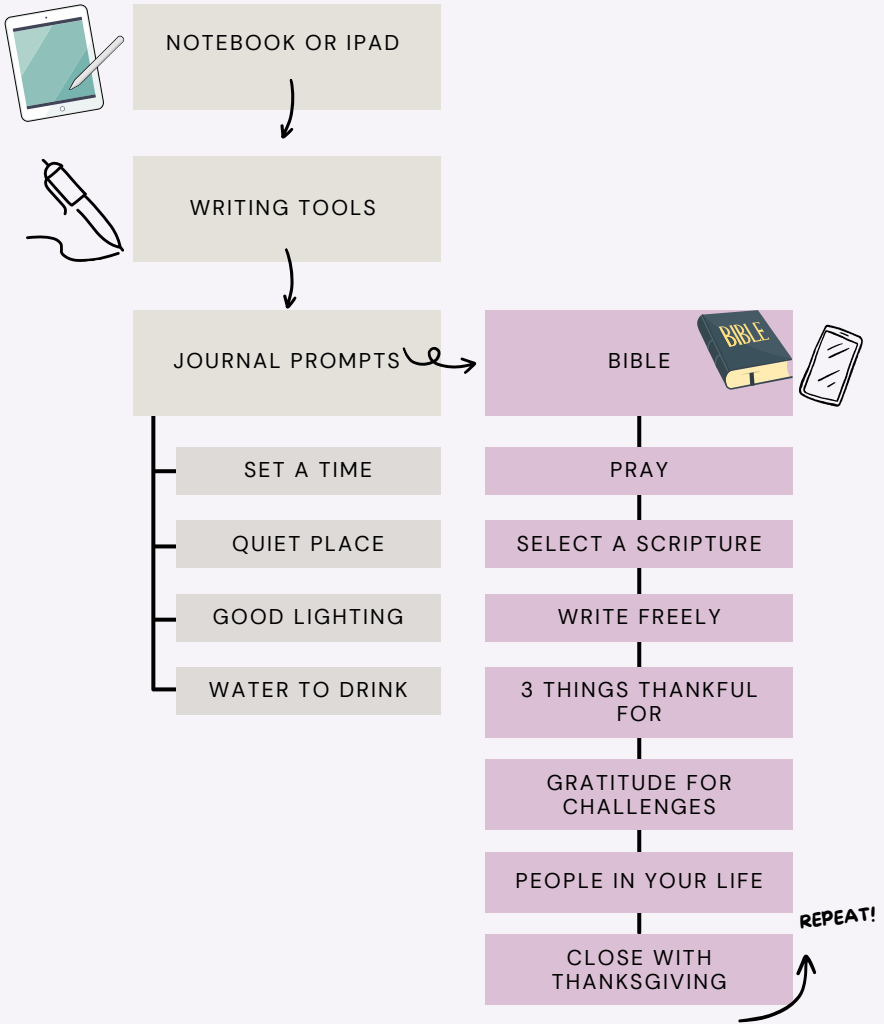 NOTEBOOK OR IPAD
WRITING TOOLS
JOURNAL PROMPTS
SET A TIME
QUIET PLACE
GOOD LIGHTING
WATER TO DRINK
BIBLE
BIBLE
PRAY
SELECT A SCRIPTURE
WRITE FREELY
3 THINGS THANKFUL
FOR
GRATITUDE FOR
CHALLENGES
PEOPLE IN YOUR LIFE
CLOSE WITH
THANKSGIVING
REPEAT!